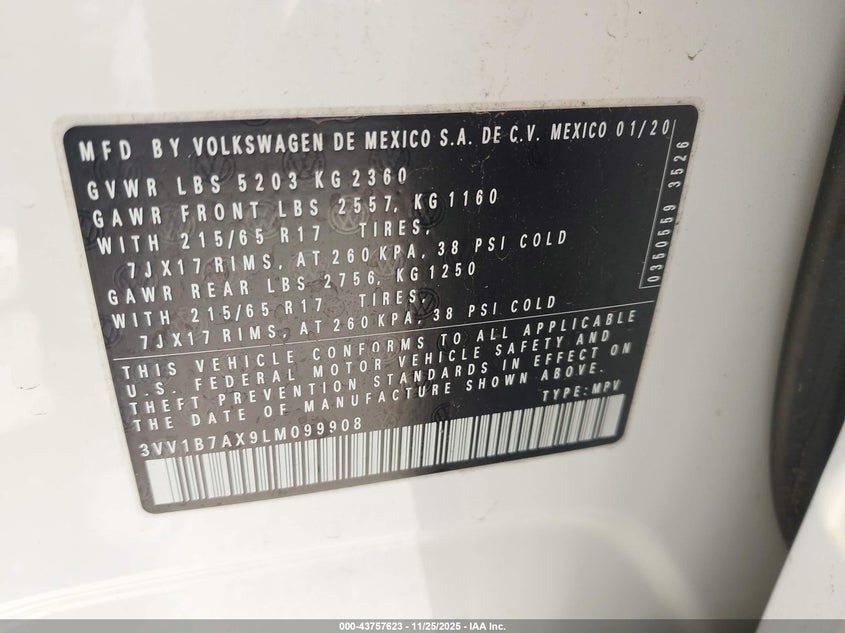 MFD BY VOLKSWAGEN DE MEXICO S.A. DE C.V. MEXICO 01/20
GVWR LBS 5203 KG 2360
GAWR FRONT LBS 2557, KG 1160
WITH 215/65 R17 TIRES,
7JX17 RIMS, AT 260 KPA, 38 PSI COLD
GAWR REAR LBS 2756, KG 1250
WITH 215/65 R17 TIRES,
7JX17 RIMS, AT 260 KPA, 38 PSI COLD
THIS VEHICLE CONFORMS TO ALL APPLICABLE
U.S. FEDERAL MOTOR VEHICLE SAFETY AND
THEFT PREVENTION STANDARDS IN EFFECT ON
THE DATE OF MANUFACTURE SHOWN ABOVE.
TYPE: MPV
3VV1B7AX9LM099908
0350559 3526
000-43757623 - 11/25/2025 - IAA Inc.